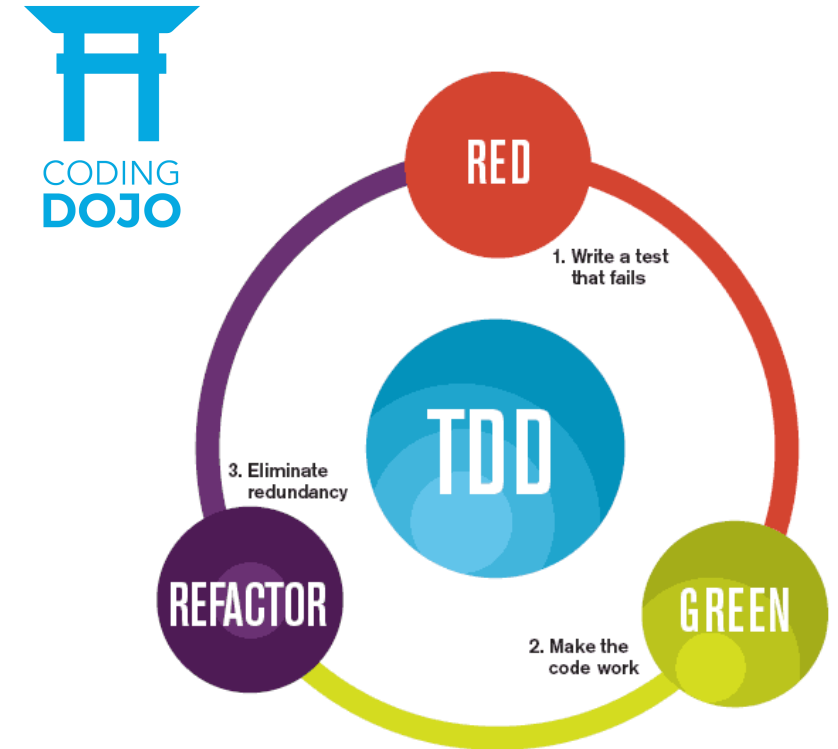 CODING
DOJO
RED
1. Write a test
that fails
TDD
3. Eliminate
redundancy
REFACTOR
GREEN
2. Make the
code work